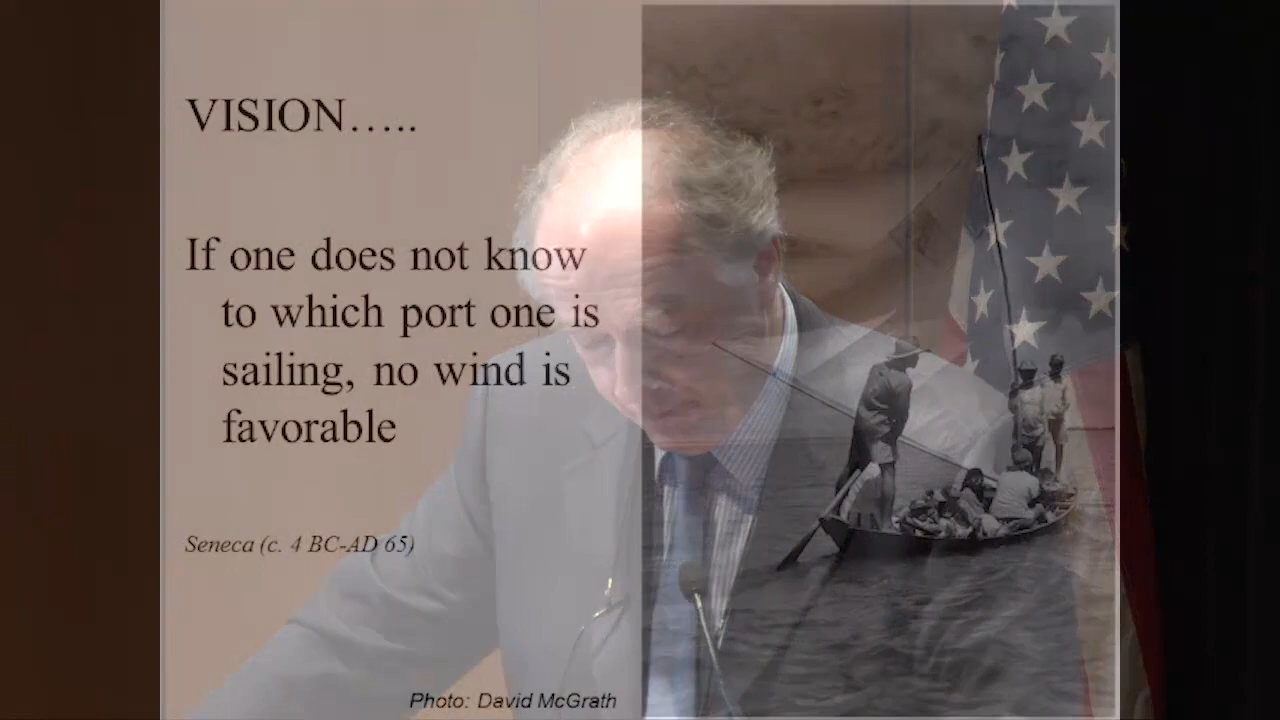 VISION…..
If one does not know
to which port one is
sailing, no wind is
favorable
Seneca (c. 4 BC-AD 65)
Photo: David McGrath